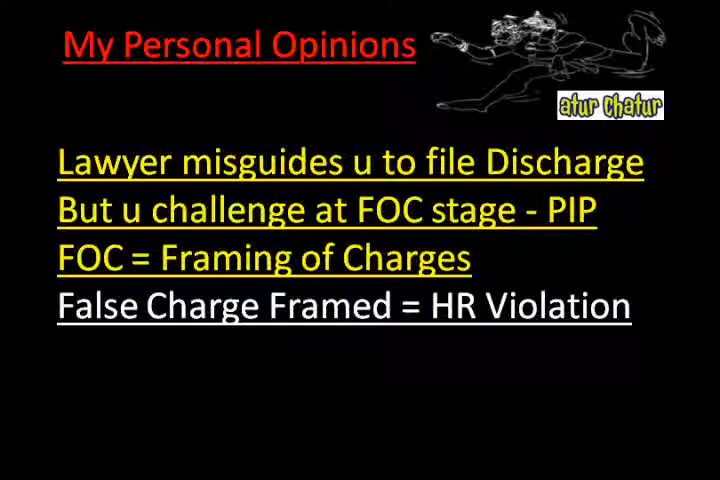 My Personal Opinions
atur chatur
Lawyer misguides u to file Discharge
But u challenge at FOC stage - PIP
FOC = Framing of Charges
False Charge Framed = HR Violation